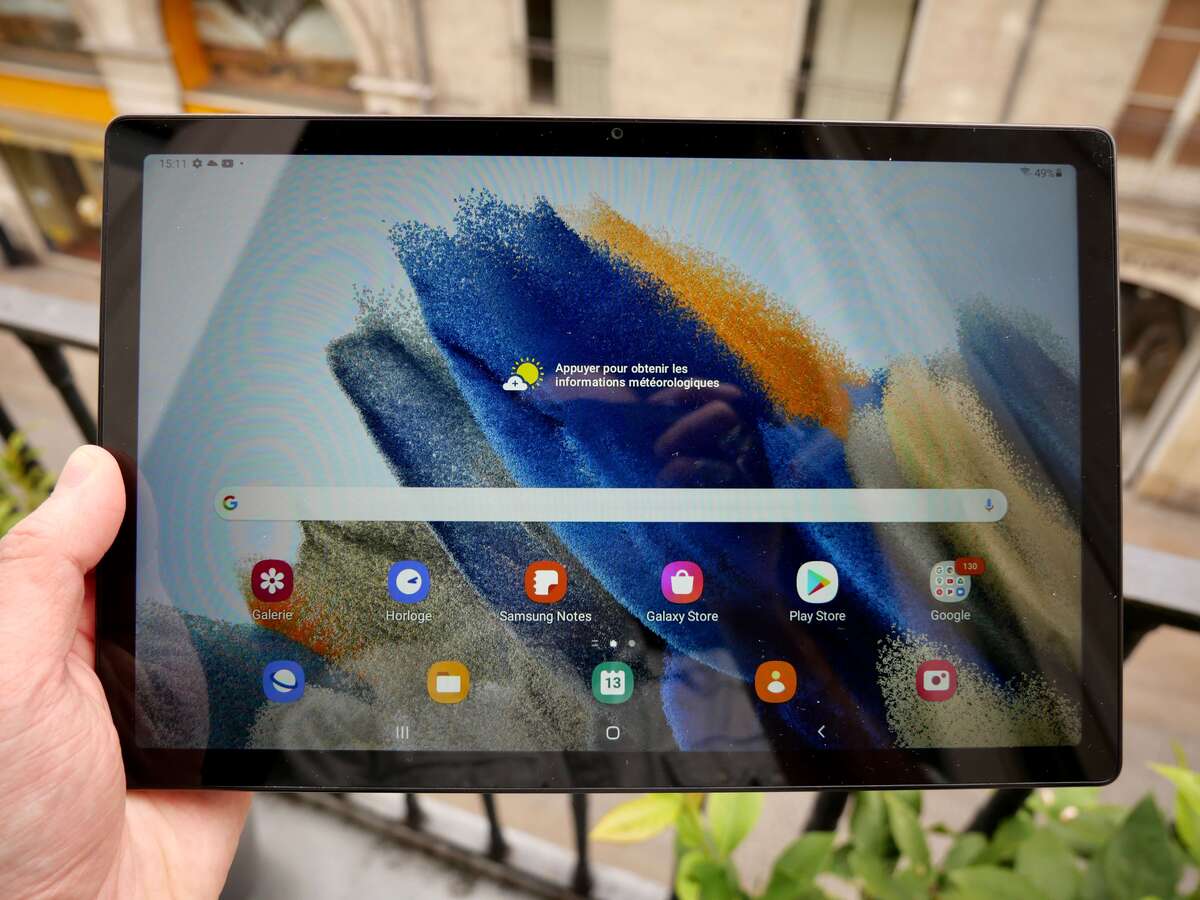 15:11
49%
Appuyer pour obtenir les
informations météorologiques
G
130
Galerie
Horloge
Samsung Notes
Galaxy Store
Play Store
Google
13